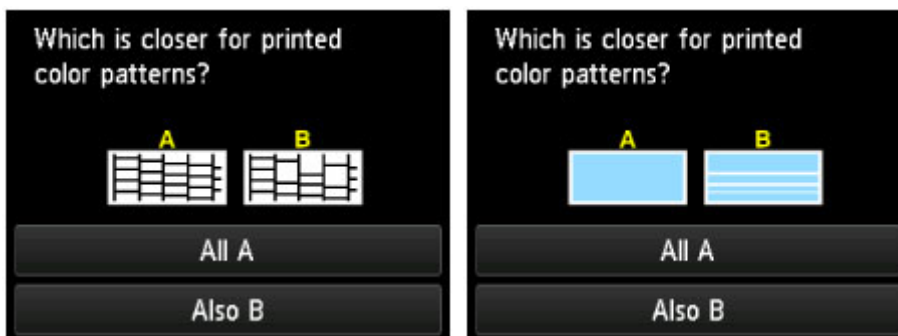 Which is closer for printed
color patterns?
A B
All A
Also B
Which is closer for printed
color patterns?
A B
All A
Also B